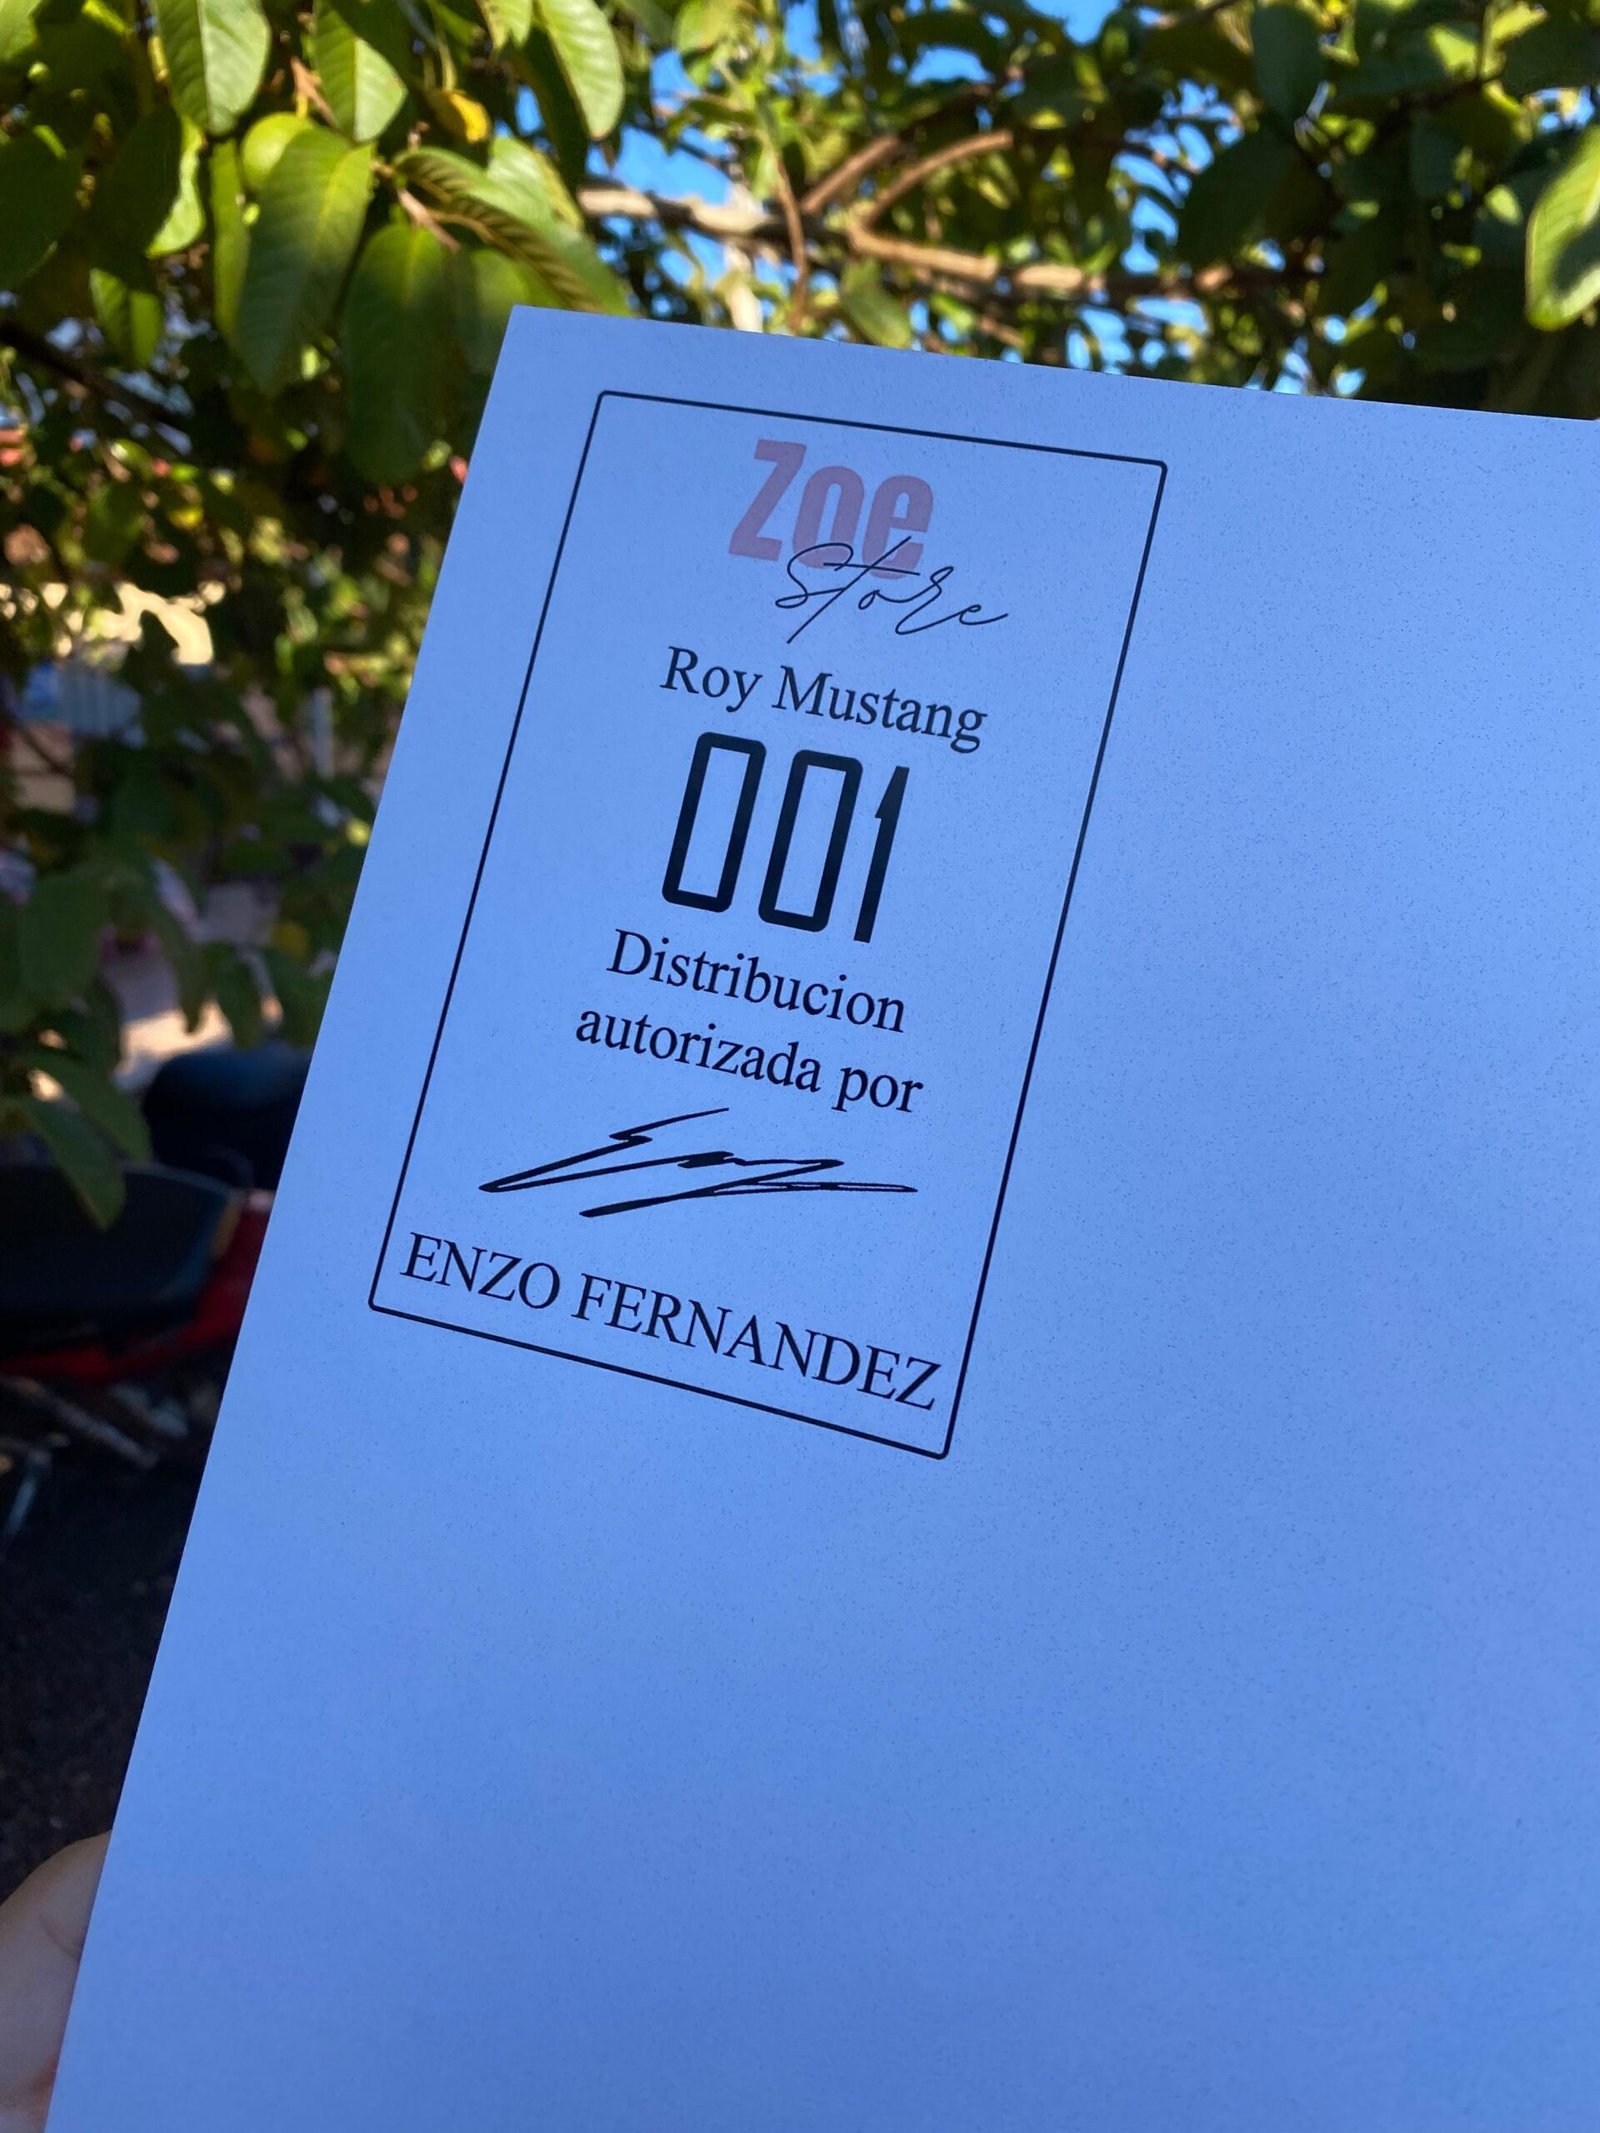 Zoe
Store
Roy Mustang
001
Distribucion
autorizada por
ENZO FERNANDEZ